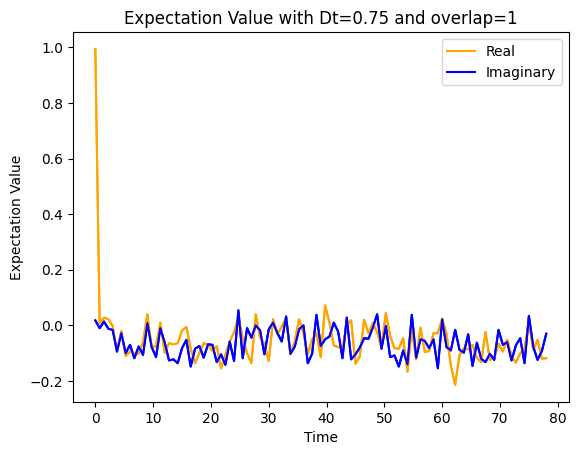 Expectation Value with Dt=0.75 and overlap=1
Real
Imaginary
Expectation Value
1.0
0.8
0.6
0.4
0.2
0.0
−0.2
0 10 20 30 40 50 60 70 80
Time